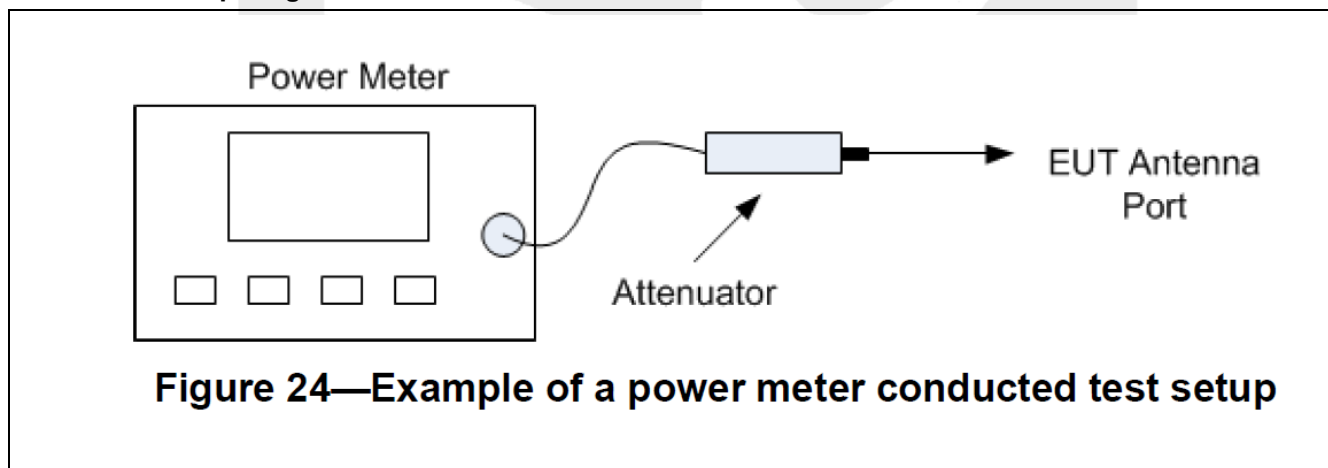 Power Meter
EUT Antenna
Port
Attenuator
Figure 24—Example of a power meter conducted test setup